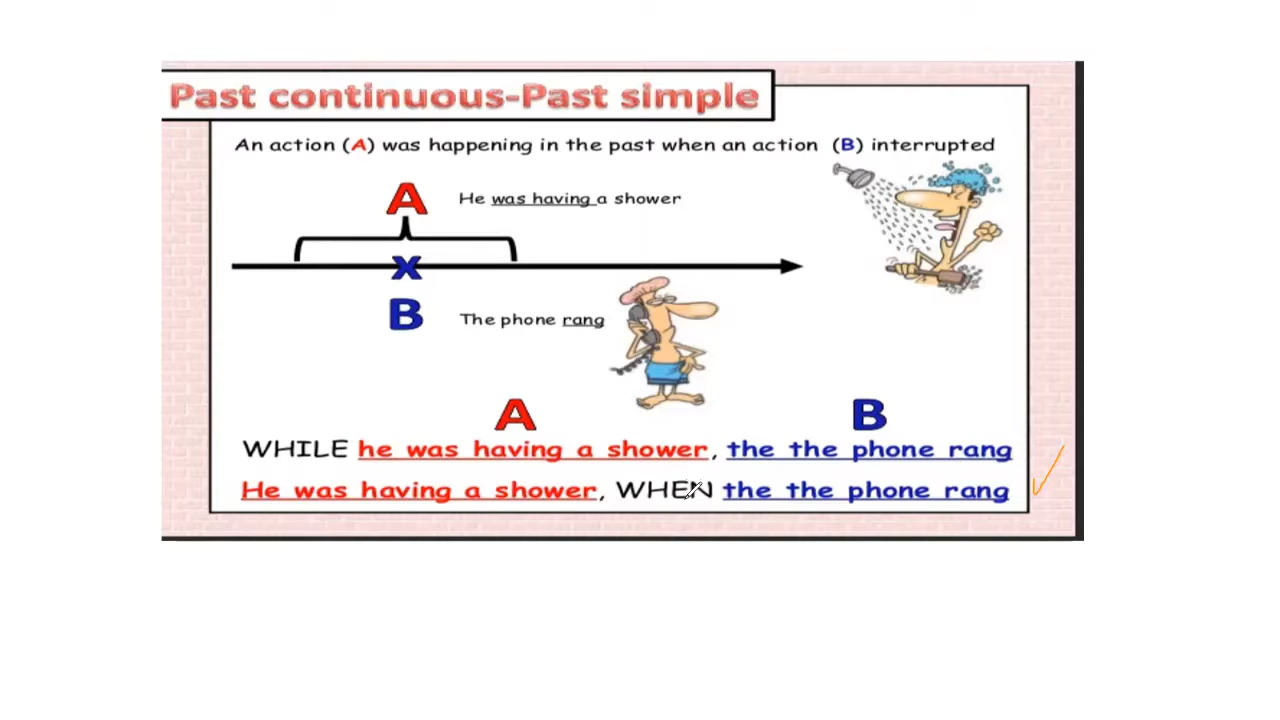 Past continuous-Past simple
An action (A) was happening in the past when an action (B) interrupted
A
He was having a shower
x
B
The phone rang
A B
WHILE he was having a shower, the the phone rang
He was having a shower, WHEN the the phone rang